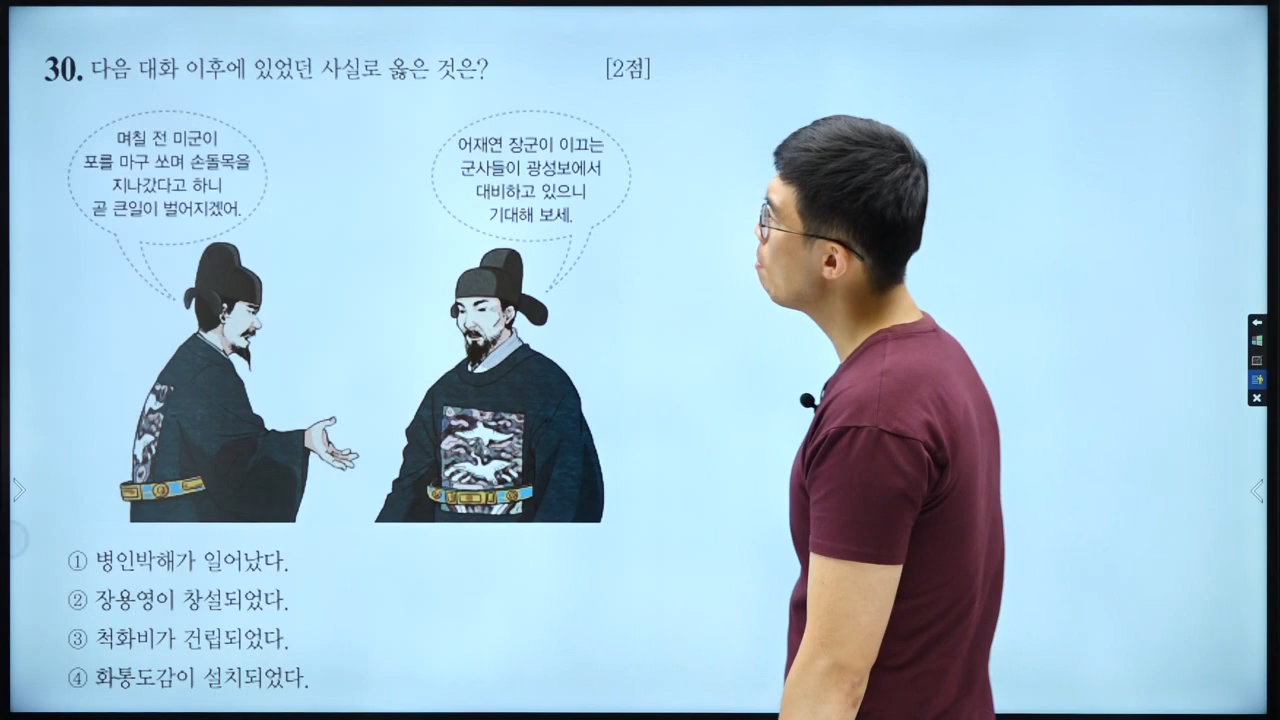 30. 다음 대화 이후에 있었던 사실로 옳은 것은? [2점]
며칠 전 미군이
포를 마구 쏘며 손돌목을
지나갔다고 하니
곧 큰일이 벌어지겠어.
어재연 장군이 이끄는
군사들이 광성보에서
대비하고 있으니
기대해 보세.
① 병인박해가 일어났다.
② 장용영이 창설되었다.
③ 척화비가 건립되었다.
④ 화통도감이 설치되었다.